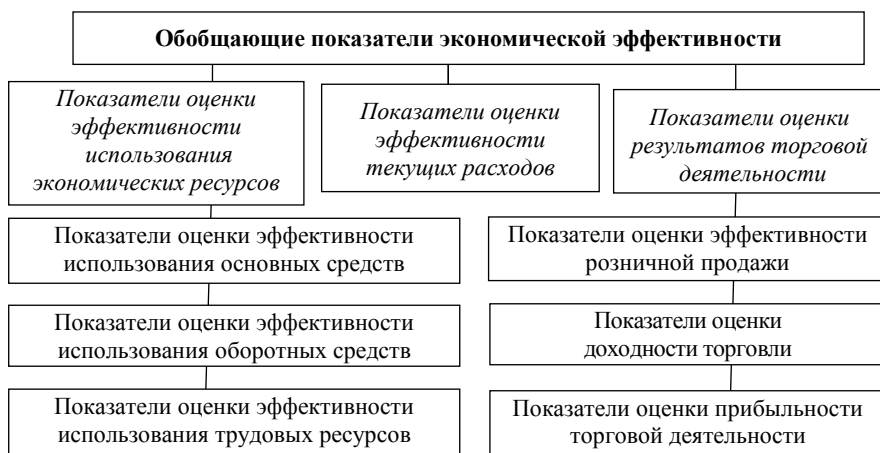 Обобщающие показатели экономической эффективности
Показатели оценки
эффективности
использования
экономических ресурсов
Показатели оценки
эффективности
текущих расходов
Показатели оценки
результатов торговой
деятельности
Показатели оценки эффективности
использования основных средств
Показатели оценки эффективности
розничной продажи
Показатели оценки эффективности
использования оборотных средств
Показатели оценки
доходности торговли
Показатели оценки эффективности
использования трудовых ресурсов
Показатели оценки прибыльности
торговой деятельности